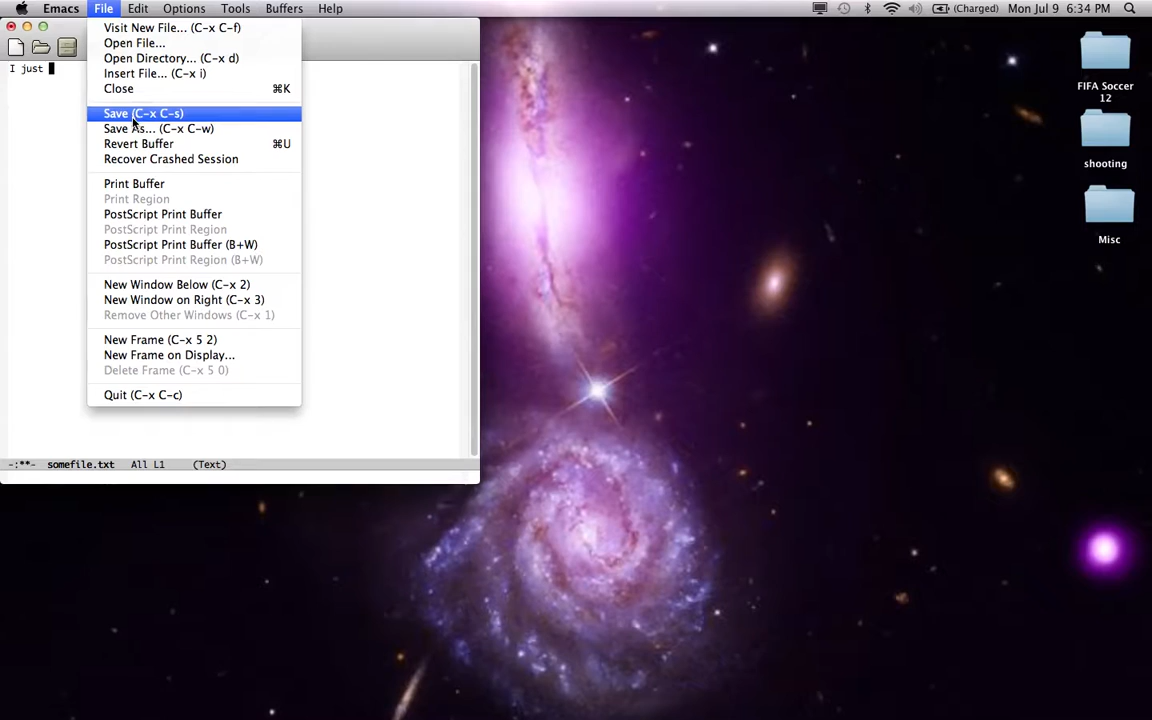 Emacs File Edit Options Tools Buffers Help (Charged) Mon Jul 9 6:34 PM
Visit New File... (C-x C-f)
Open File...
Open Directory... (C-x d)
Insert File... (C-x i)
Close ⌘K
Save (C-x C-s)
Save As... (C-x C-w)
Revert Buffer ⌘U
Recover Crashed Session
Print Buffer
Print Region
PostScript Print Buffer
PostScript Print Region
PostScript Print Buffer (B+W)
PostScript Print Region (B+W)
New Window Below (C-x 2)
New Window on Right (C-x 3)
Remove Other Windows (C-x 1)
New Frame (C-x 5 2)
New Frame on Display...
Delete Frame (C-x 5 0)
Quit (C-x C-c)
I just
-:**- somefile.txt All L1 (Text)
FIFA Soccer
12
shooting
Misc